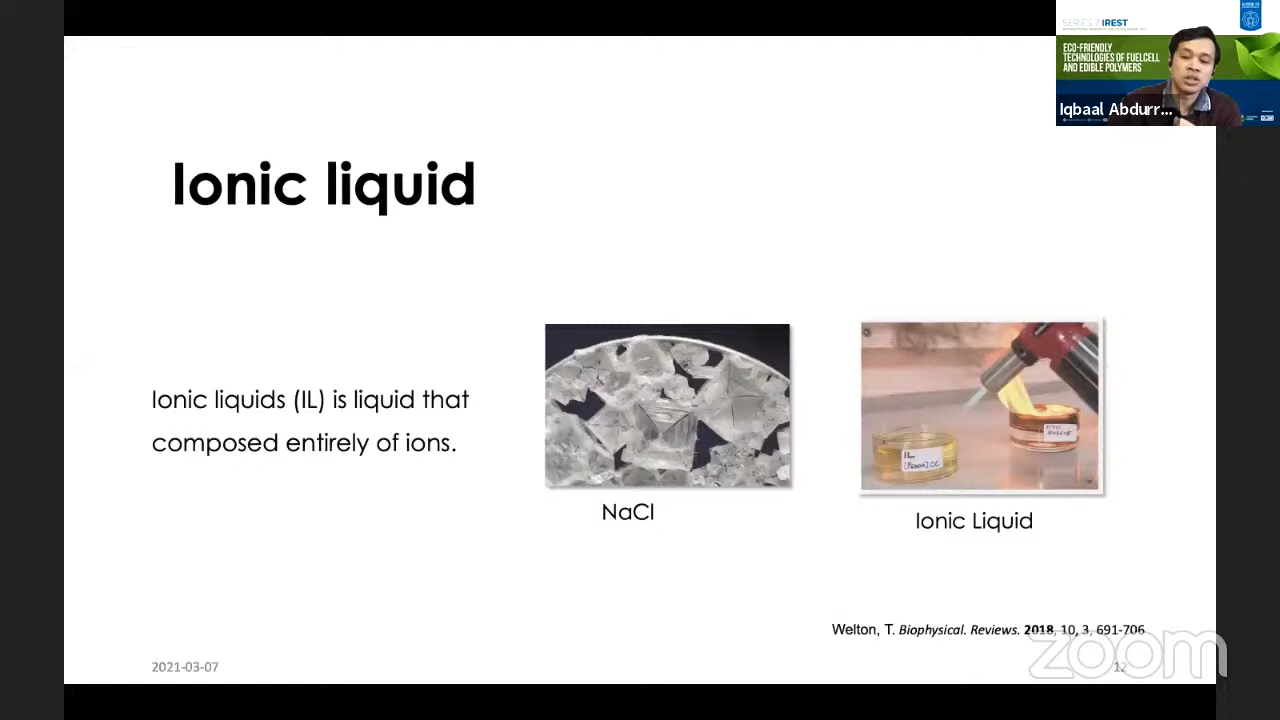 SERIES 7 IREST
ECO-FRIENDLY
TECHNOLOGIES OF FUELCELL
AND EDIBLE POLYMERS
Iqbaal Abdurr...
Ionic liquid
Ionic liquids (IL) is liquid that
composed entirely of ions.
IL
NaCl
Ionic Liquid
Welton, T. Biophysical. Reviews. 2018, 10, 3, 691-706
zoom
2021-03-07
12